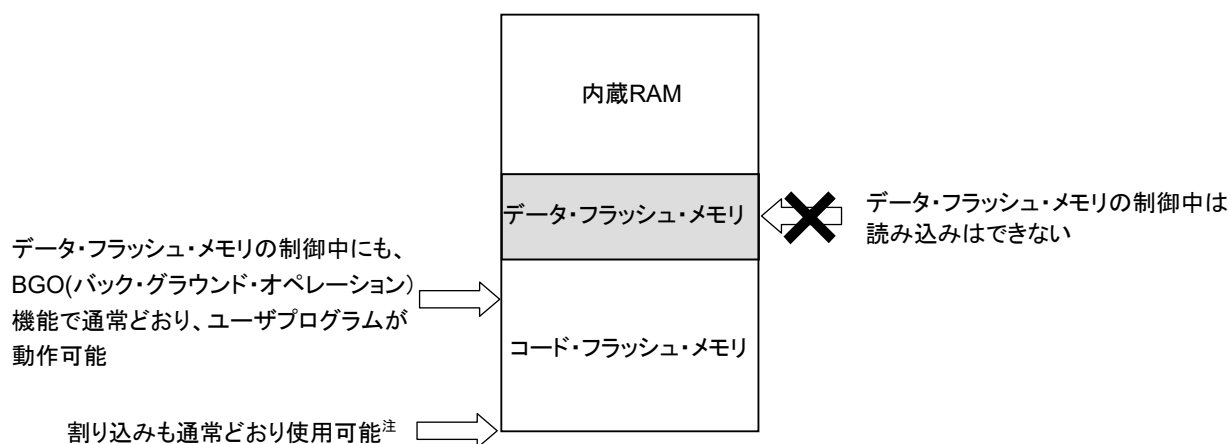 内蔵RAM
データ・フラッシュ・メモリ
データ・フラッシュ・メモリの制御中は
読み込みはできない
データ・フラッシュ・メモリの制御中にも、
BGO(バック・グラウンド・オペレーション)
機能で通常どおり、ユーザプログラムが
動作可能
コード・フラッシュ・メモリ
割り込みも通常どおり使用可能注